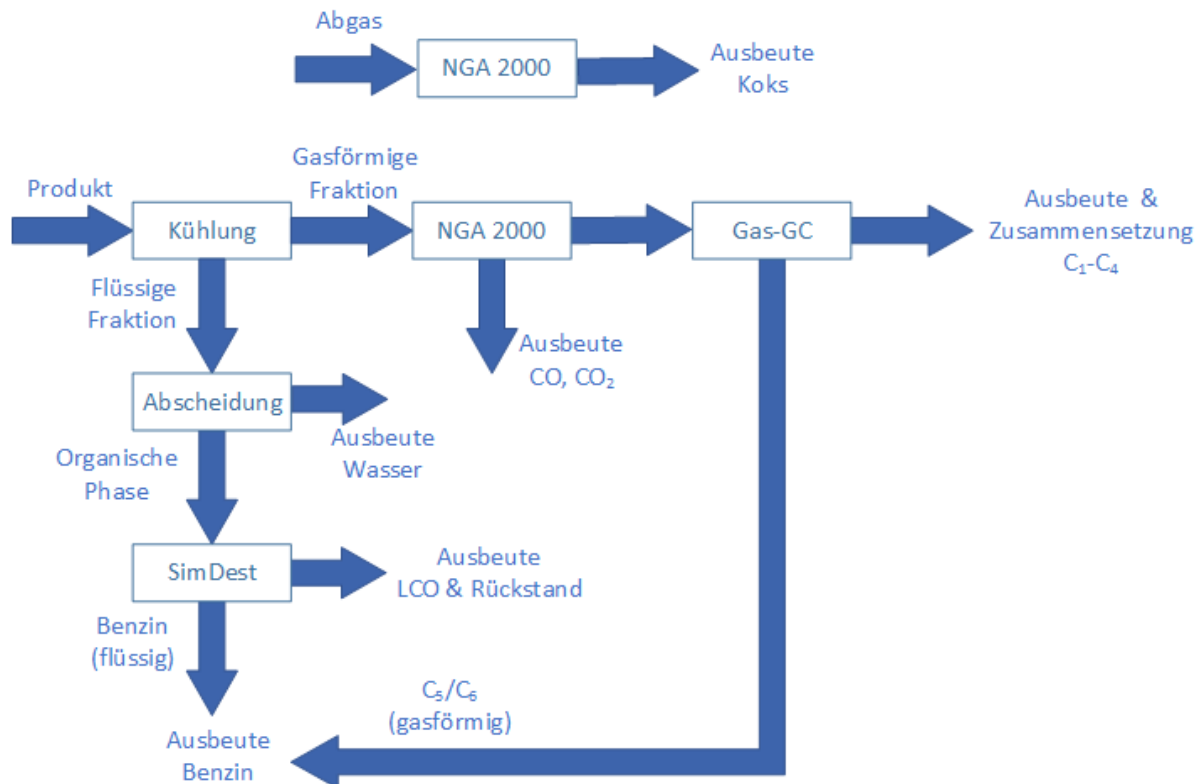 Abgas
NGA 2000
Ausbeute
Koks
Produkt
Kühlung
Gasförmige
Fraktion
NGA 2000
Gas-GC
Ausbeute &
Zusammensetzung
C₁-C₄
Flüssige
Fraktion
Ausbeute
CO, CO₂
Abscheidung
Ausbeute
Wasser
Organische
Phase
SimDest
Ausbeute
LCO & Rückstand
Benzin
(flüssig)
C₅/C₆
(gasförmig)
Ausbeute
Benzin